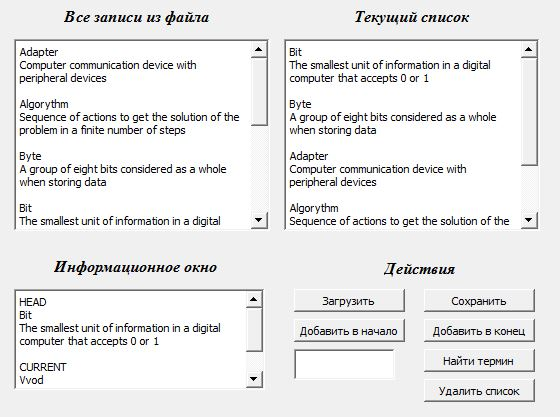 Все записи из файла
Adapter
Computer communication device with
peripheral devices
Algorythm
Sequence of actions to get the solution of the
problem in a finite number of steps
Byte
A group of eight bits considered as a whole
when storing data
Bit
The smallest unit of information in a digital
Текущий список
Bit
The smallest unit of information in a digital
computer that accepts 0 or 1
Byte
A group of eight bits considered as a whole
when storing data
Adapter
Computer communication device with
peripheral devices
Algorythm
Sequence of actions to get the solution of the
Информационное окно
HEAD
Bit
The smallest unit of information in a digital
computer that accepts 0 or 1
CURRENT
Vvod
Действия
Загрузить
Сохранить
Добавить в начало
Добавить в конец
Найти термин
Удалить список